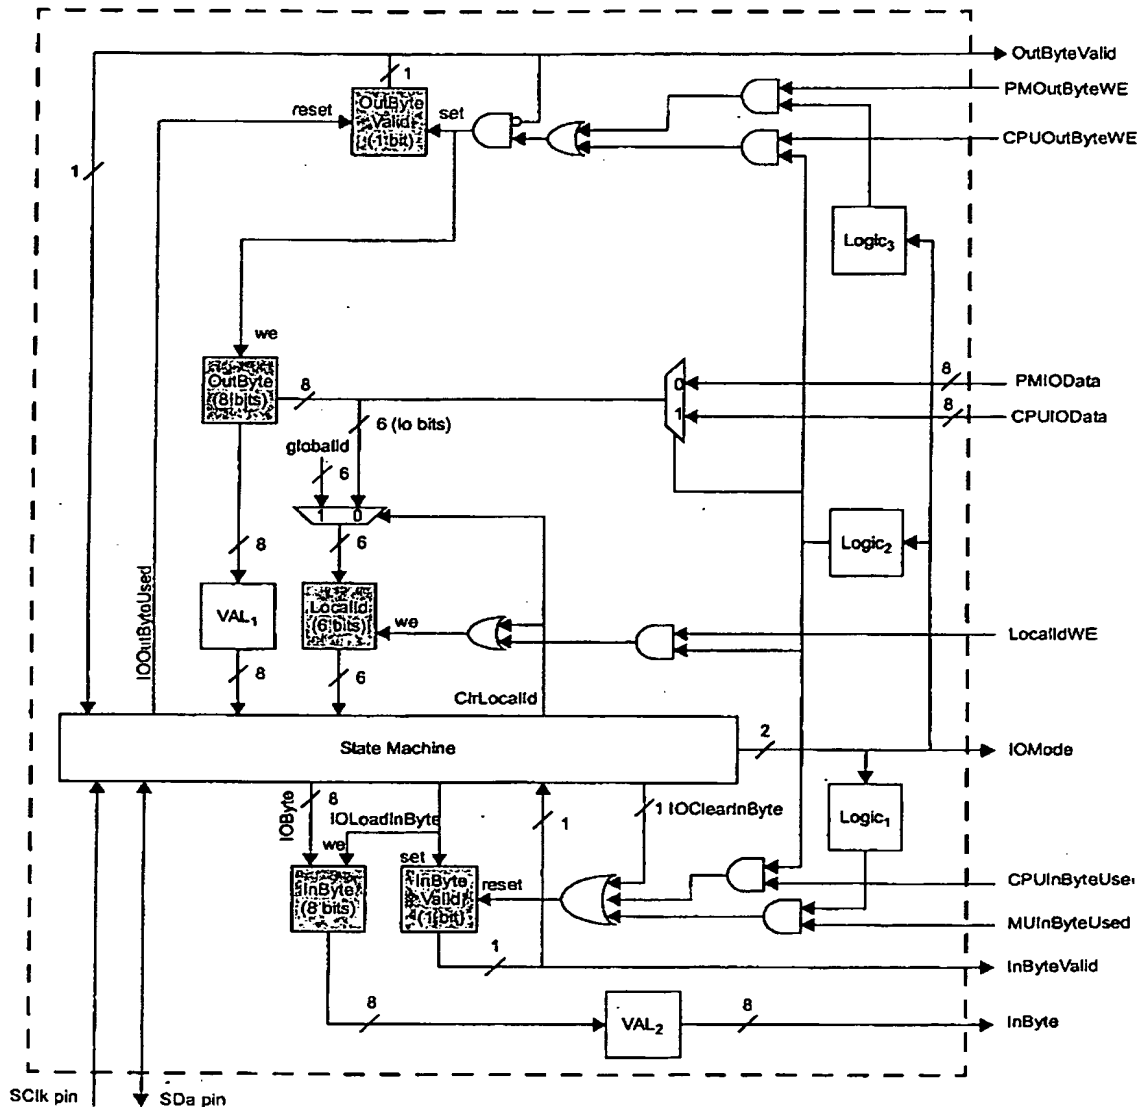 OutByteValid
1
PMOutByteWE
reset
OutByte
Valid
(1 bit)
set
CPUOutByteWE
1
Logic3
we
OutByte
(8 bits)
8
0
8
PMIOData
1
8
CPUIOData
6 (lo bits)
globalId
6
1 0
8
6
Logic2
IOOutByteUsed
VAL1
LocalId
(6 bits)
we
LocalIdWE
8
6
ClrLocalId
State Machine
2
IOMode
IOByte
8
IOLoadInByte
1
1 IOClearInByte
Logic1
we
set
InByte
(8 bits)
InByte
Valid
(1 bit)
reset
CPUInByteUse
MUInByteUsed
1
InByteValid
8
VAL2
8
InByte
SClk pin
SDa pin